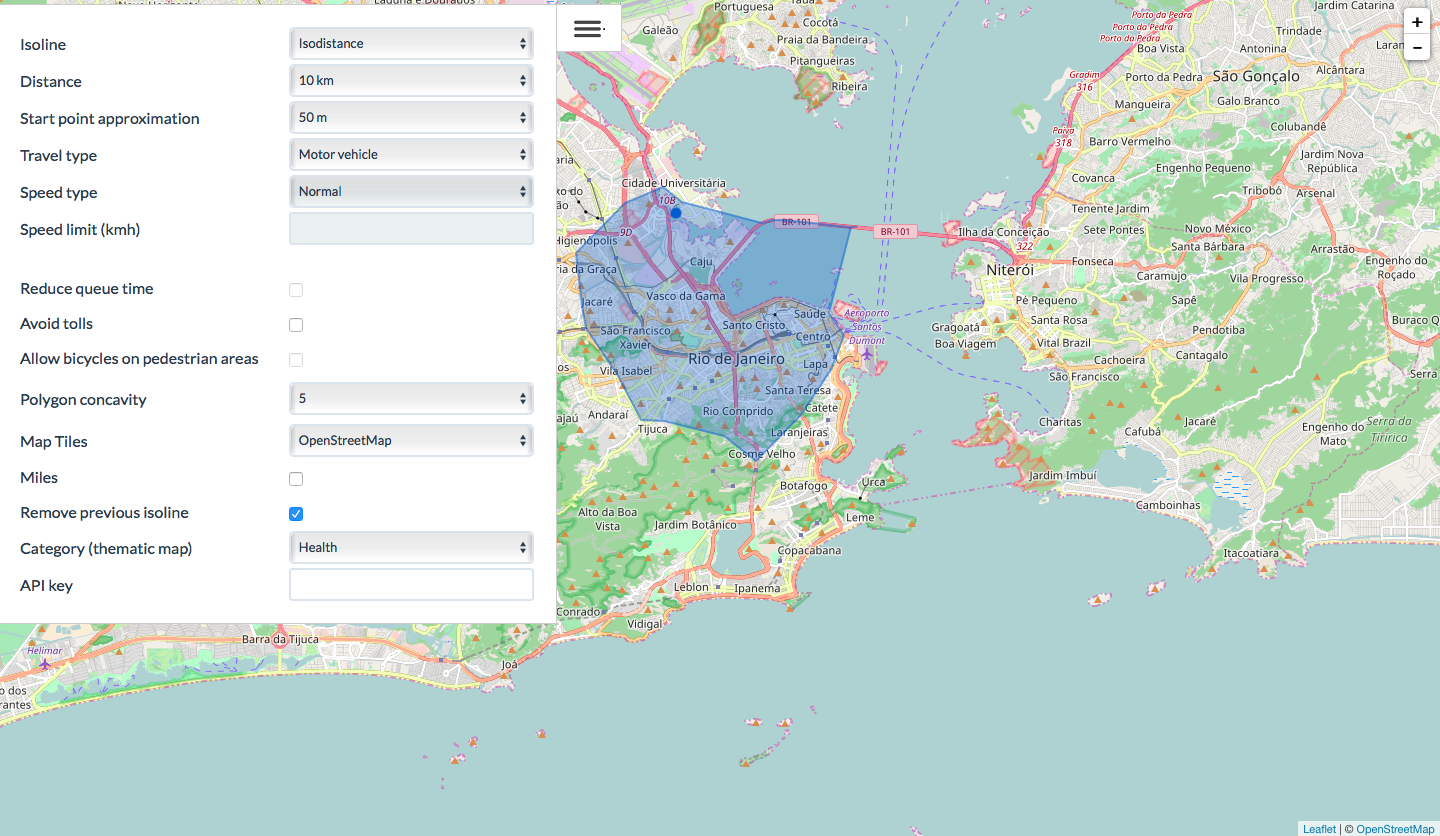 Isoline Isodistance
Distance 10 km
Start point approximation 50 m
Travel type Motor vehicle
Speed type Normal
Speed limit (kmh)
Reduce queue time
Avoid tolls
Allow bicycles on pedestrian areas
Polygon concavity 5
Map Tiles OpenStreetMap
Miles
Remove previous isoline
Category (thematic map) Health
API key
+
-
Portuguesa
Galeão
Cocotá
Praia da Bandeira
Pitangueiras
Ribeira
Cidade Universitária
10B
9D
Higienópolis
ria da Graça
Caju
Jacaré
Vasco da Gama
São Francisco
Xavier
Santo Cristo
Saúde
Centro
Aeroporto
Santos
Dumont
Rio de Janeiro
Lapa
Vila Isabel
Santa Teresa
Rio Comprido
Catete
Andaraí
Tijuca
Laranjeiras
Cosme Velho
Botafogo
Urca
Alto da Boa
Vista
Jardim Botânico
Leme
Copacabana
Leblon
Ipanema
Conrado
Vidigal
Joá
Barra da Tijuca
Helimar
o dos
rantes
BR-101
BR-101
Porto da Pedra
Porto da Pedra
Porto da Pedra
Boa Vista
Jardim Catarina
Trindade
Antonina
Laran
Gradim
316
Porto da Pedra
São Gonçalo
Alcântara
Mangueira
Galo Branco
Paiva
318
Barro Vermelho
Colubandê
Jardim Nova
República
Engenho Pequeno
Covanca
Tribobó
Arsenal
Tenente Jardim
Ilha da Conceição
322
Sete Pontes
Novo México
Santa Bárbara
Arrastão
Niterói
Fonseca
Caramujo
Vila Progresso
Engenho do
Roçado
Pé Pequeno
Sapê
Santa Rosa
Gragoatá
Boa Viagem
Vital Brazil
Pendotiba
Buraco Q
Cachoeira
Cantagalo
São Francisco
Serra
Charitas
Cafubá
Jacaré
Engenho do
Mato
Serra da
Tiririca
Jardim Imbuí
Camboinhas
Itacoatiara
Leaflet | © OpenStreetMap